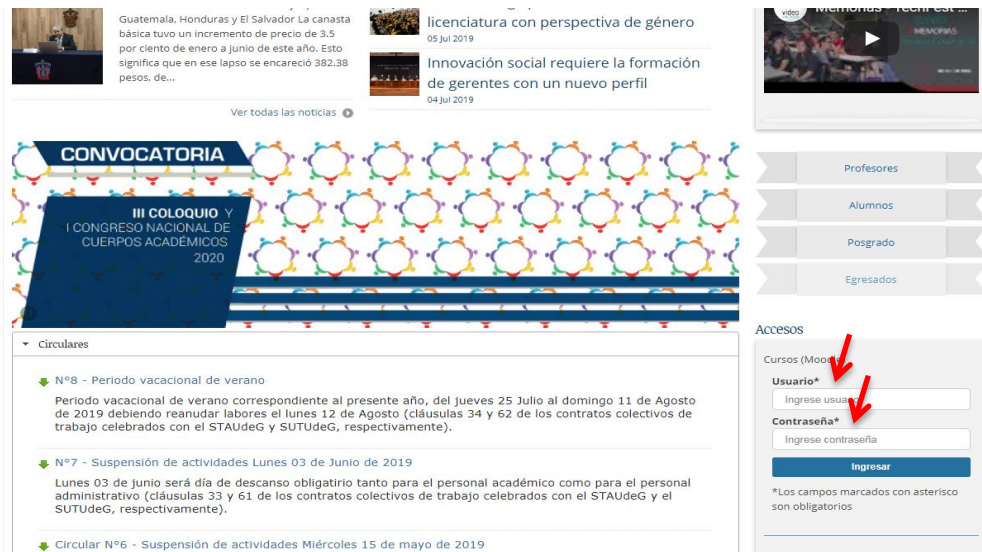 Guatemala, Honduras y El Salvador La canasta
básica tuvo un incremento de precio de 3.5
por ciento de enero a junio de este año. Esto
significa que en ese lapso se encareció 382.38
pesos, de...
Ver todas las noticias
licenciatura con perspectiva de género
05 Jul 2019
Innovación social requiere la formación
de gerentes con un nuevo perfil
04 Jul 2019
video
MEMORIAS
CONVOCATORIA
III COLOQUIO Y
I CONGRESO NACIONAL DE
CUERPOS ACADÉMICOS
2020
Circulares
N°8 - Periodo vacacional de verano
Periodo vacacional de verano correspondiente al presente año, del jueves 25 Julio al domingo 11 de Agosto
de 2019 debiendo reanudar labores el lunes 12 de Agosto (cláusulas 34 y 62 de los contratos colectivos de
trabajo celebrados con el STAUdeG y SUTUdeG, respectivamente).
N°7 - Suspensión de actividades Lunes 03 de Junio de 2019
Lunes 03 de junio será día de descanso obligatirio tanto para el personal académico como para el personal
administrativo (cláusulas 33 y 61 de los contratos colectivos de trabajo celebrados con el STAUdeG y el
SUTUdeG, respectivamente).
Circular N°6 - Suspensión de actividades Miércoles 15 de mayo de 2019
Profesores
Alumnos
Posgrado
Egresados
Accesos
Cursos (Moodle
Usuario*
Ingrese usuario
Contraseña*
Ingrese contraseña
Ingresar
*Los campos marcados con asterisco
son obligatorios